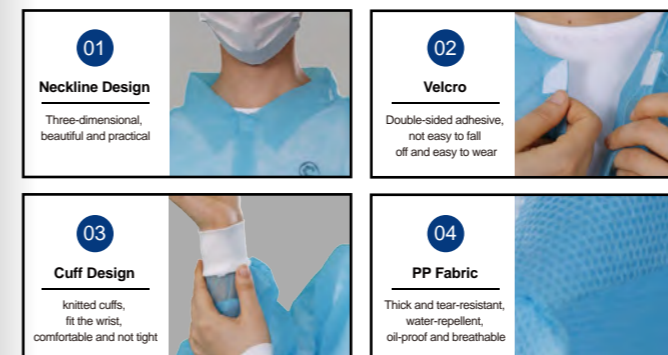 01
Neckline Design
Three-dimensional,
beautiful and practical
02
Velcro
Double-sided adhesive,
not easy to fall
off and easy to wear
03
Cuff Design
knitted cuffs,
fit the wrist,
comfortable and not tight
04
PP Fabric
Thick and tear-resistant,
water-repellent,
oil-proof and breathable